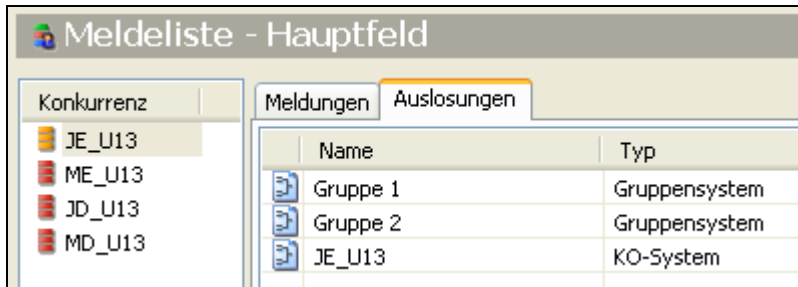 Meldeliste - Hauptfeld
Konkurrenz
JE_U13
ME_U13
JD_U13
MD_U13
Meldungen Auslosungen
Name Typ
Gruppe 1 Gruppensystem
Gruppe 2 Gruppensystem
JE_U13 KO-System